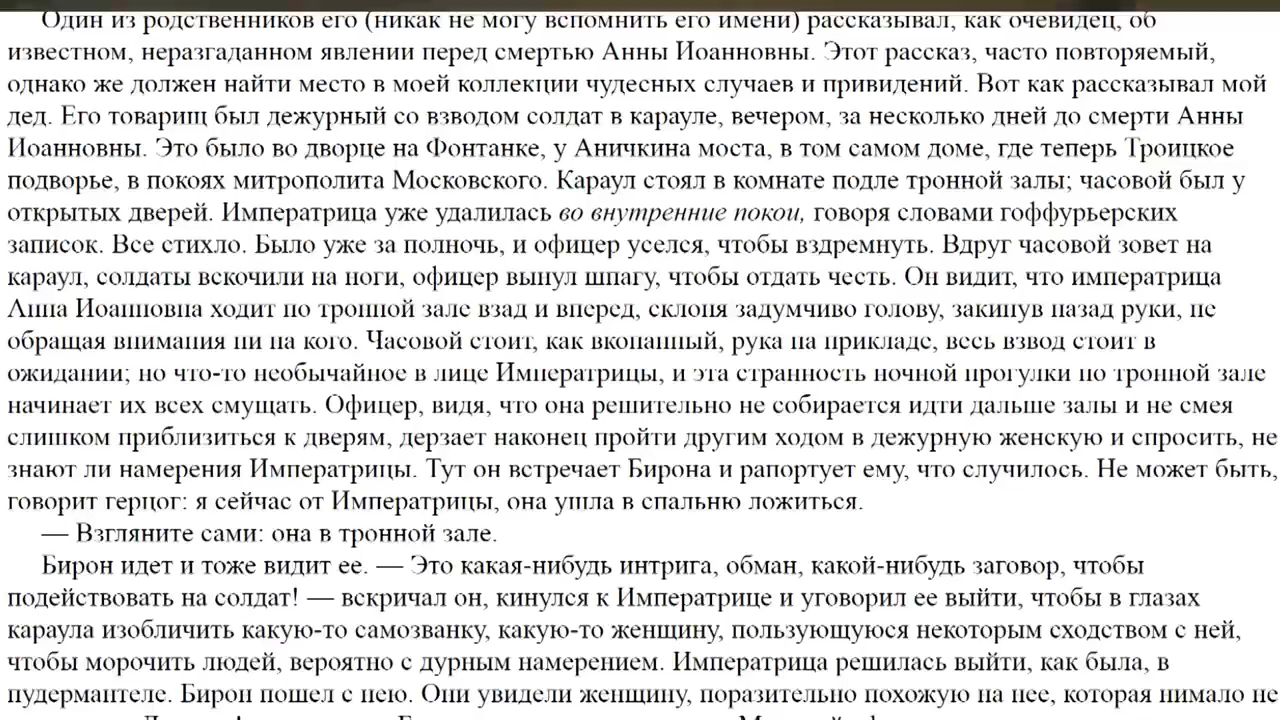 Один из родственников его (никак не могу вспомнить его имени) рассказывал, как очевидец, об
известном, неразгаданном явлении перед смертью Анны Иоанновны. Этот рассказ, часто повторяемый,
однако же должен найти место в моей коллекции чудесных случаев и привидений. Вот как рассказывал мой
дед. Его товарищ был дежурный со взводом солдат в карауле, вечером, за несколько дней до смерти Анны
Иоанновны. Это было во дворце на Фонтанке, у Аничкина моста, в том самом доме, где теперь Троицкое
подворье, в покоях митрополита Московского. Караул стоял в комнате подле тронной залы; часовой был у
открытых дверей. Императрица уже удалилась во внутренние покои, говоря словами гоффурьерских
записок. Все стихло. Было уже за полночь, и офицер уселся, чтобы вздремнуть. Вдруг часовой зовет на
караул, солдаты вскочили на ноги, офицер вынул шпагу, чтобы отдать честь. Он видит, что императрица
Анна Иоанновна ходит по тронной зале взад и вперед, склоня задумчиво голову, закинув назад руки, не
обращая внимания ни на кого. Часовой стоит, как вкопанный, рука на прикладе, весь взвод стоит в
ожидании; но что-то необычайное в лице Императрицы, и эта странность ночной прогулки по тронной зале
начинает их всех смущать. Офицер, видя, что она решительно не собирается идти дальше залы и не смея
слишком приблизиться к дверям, дерзает наконец пройти другим ходом в дежурную женскую и спросить, не
знают ли намерения Императрицы. Тут он встречает Бирона и рапортует ему, что случилось. Не может быть,
говорит герцог: я сейчас от Императрицы, она ушла в спальню ложиться.
— Взгляните сами: она в тронной зале.
Бирон идет и тоже видит ее. — Это какая-нибудь интрига, обман, какой-нибудь заговор, чтобы
подействовать на солдат! — вскричал он, кинулся к Императрице и уговорил ее выйти, чтобы в глазах
караула изобличить какую-то самозванку, какую-то женщину, пользующуюся некоторым сходством с ней,
чтобы морочить людей, вероятно с дурным намерением. Императрица решилась выйти, как была, в
пудермантеле. Бирон пошел с нею. Они увидели женщину, поразительно похожую на нее, которая нимало не